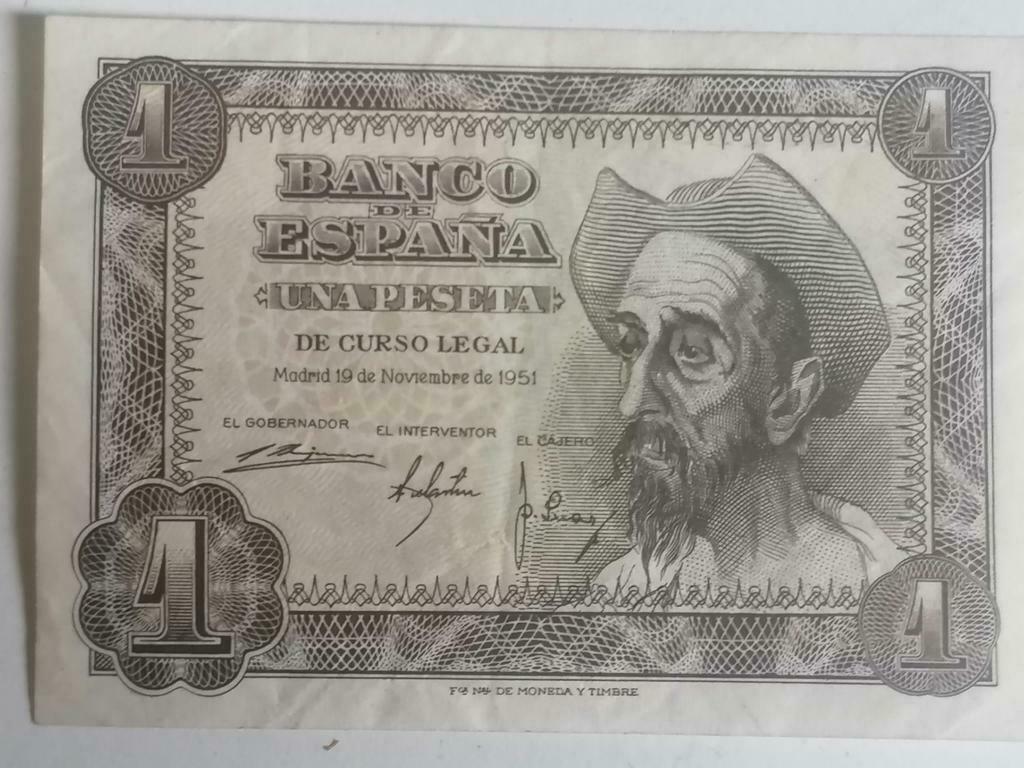 1
1
BANCO
DE
ESPAÑA
UNA PESETA
DE CURSO LEGAL
Madrid 19 de Noviembre de 1951
EL GOBERNADOR EL INTERVENTOR EL CAJERO
1
1
Fca Nal DE MONEDA Y TIMBRE